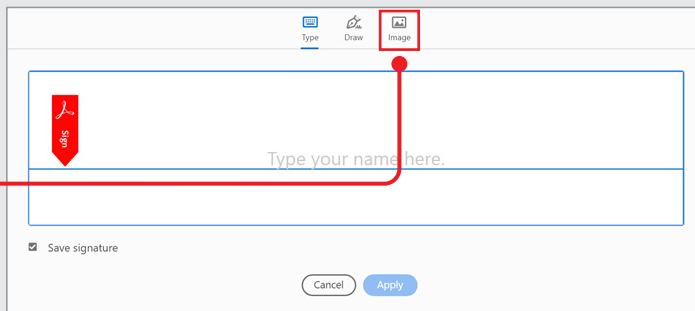 Type Draw Image
Sign
Type your name here.
Save signature
Cancel Apply